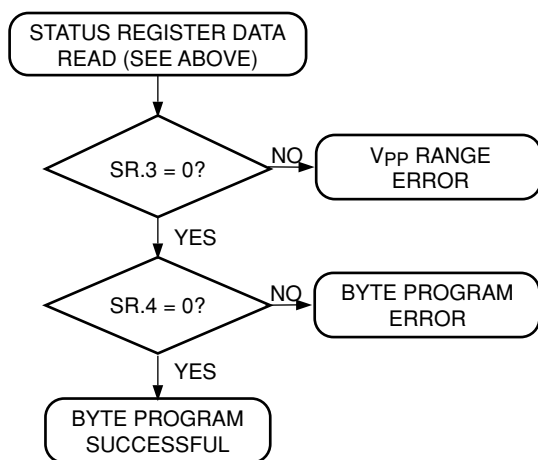 STATUS REGISTER DATA
READ (SEE ABOVE)
SR.3 = 0?
NO
VPP RANGE
ERROR
YES
SR.4 = 0?
NO
BYTE PROGRAM
ERROR
YES
BYTE PROGRAM
SUCCESSFUL